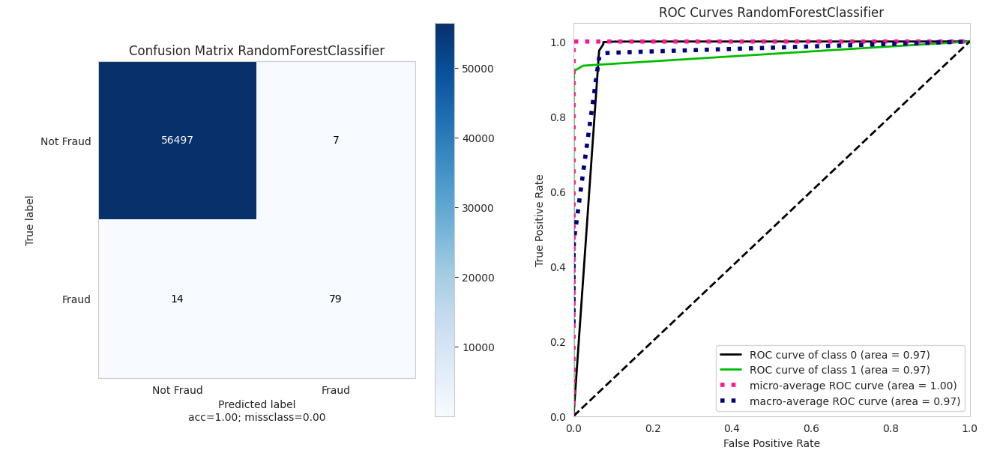 Confusion Matrix RandomForestClassifier
Not Fraud
Fraud
True label
56497
7
14
79
Not Fraud
Fraud
Predicted label
acc=1.00; missclass=0.00
50000
40000
30000
20000
10000
ROC Curves RandomForestClassifier
True Positive Rate
1.0
0.8
0.6
0.4
0.2
0.0
0.0
0.2
0.4
0.6
0.8
1.0
False Positive Rate
ROC curve of class 0 (area = 0.97)
ROC curve of class 1 (area = 0.97)
micro-average ROC curve (area = 1.00)
macro-average ROC curve (area = 0.97)